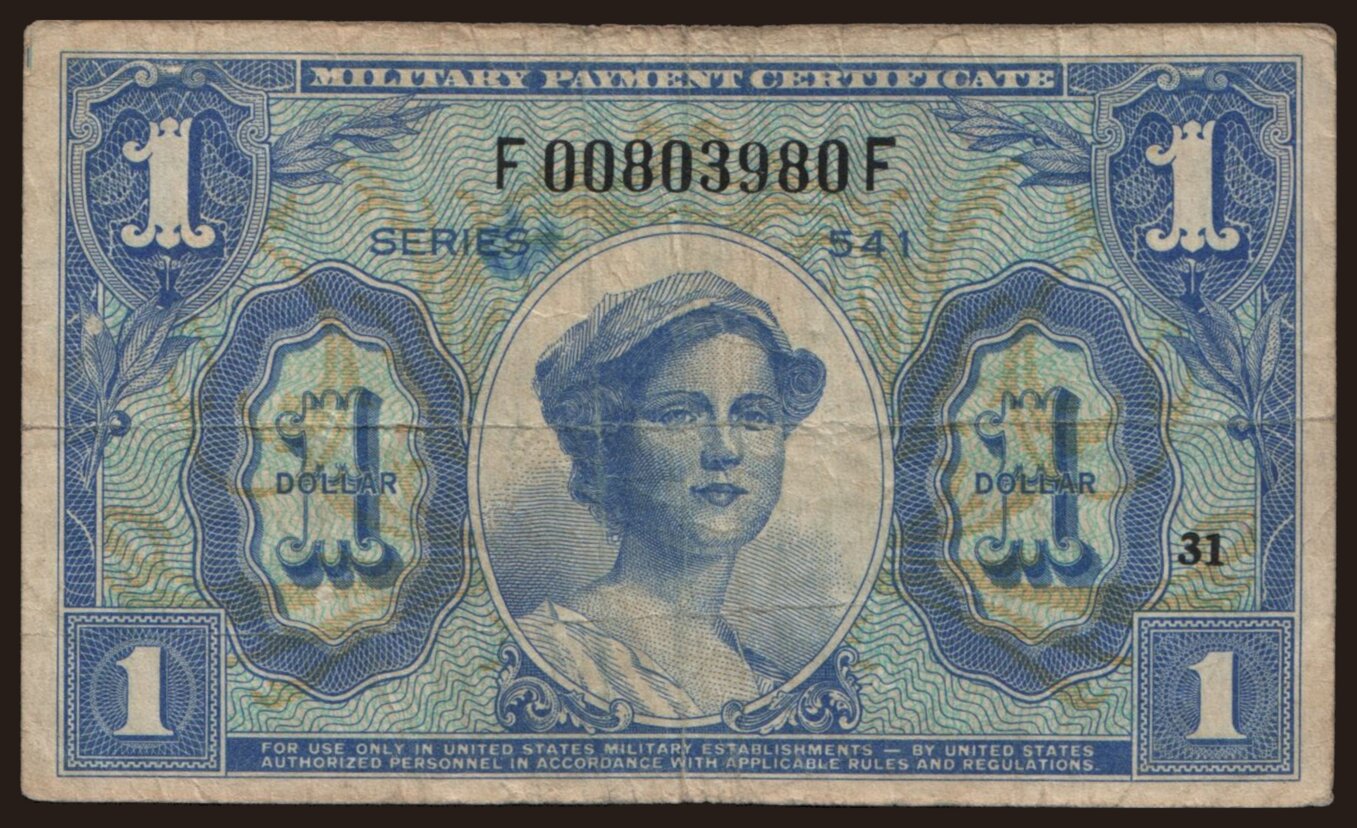 MILITARY PAYMENT CERTIFICATE
1 1
F00803980F
SERIES 541
1 1
DOLLAR DOLLAR
31
1 1
FOR USE ONLY IN UNITED STATES MILITARY ESTABLISHMENTS — BY UNITED STATES
AUTHORIZED PERSONNEL IN ACCORDANCE WITH APPLICABLE RULES AND REGULATIONS.